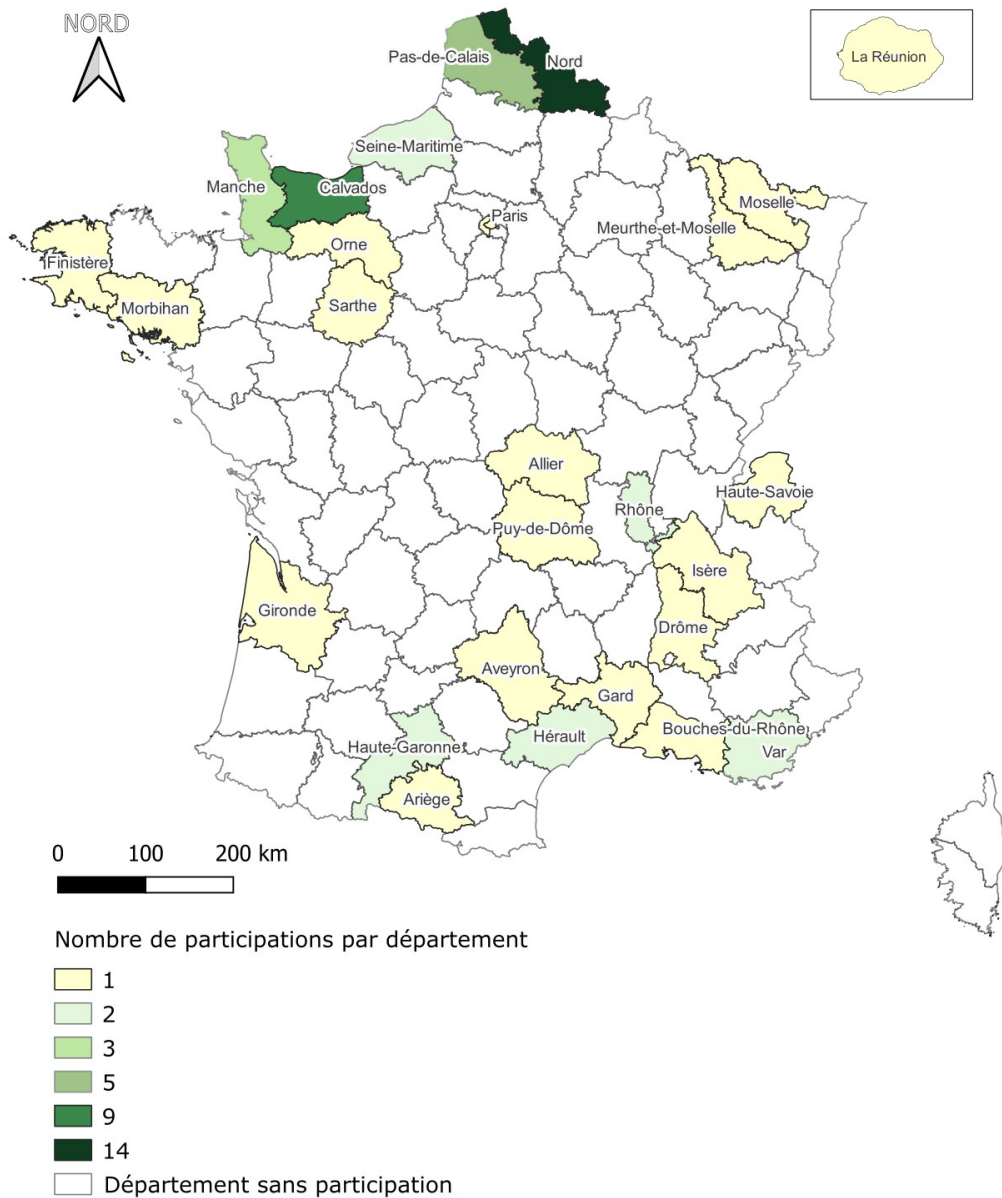 NORD
Pas-de-Calais
Nord
La Réunion
Seine-Maritime
Manche
Calvados
Moselle
Paris
Meurthe-et-Moselle
Orne
Finistère
Morbihan
Sarthe
Allier
Haute-Savoie
Rhône
Puy-de-Dôme
Isère
Gironde
Drôme
Aveyron
Gard
Bouches-du-Rhône
Hérault
Haute-Garonne
Var
Ariège
0 100 200 km
Nombre de participations par département
1
2
3
5
9
14
Département sans participation